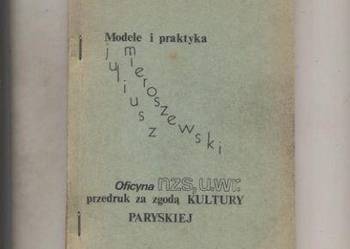 Modele i praktyka
juliusz
mieroszewski
Oficyna nzs, u.wr.
przedruk za zgodą KULTURY
PARYSKIEJ